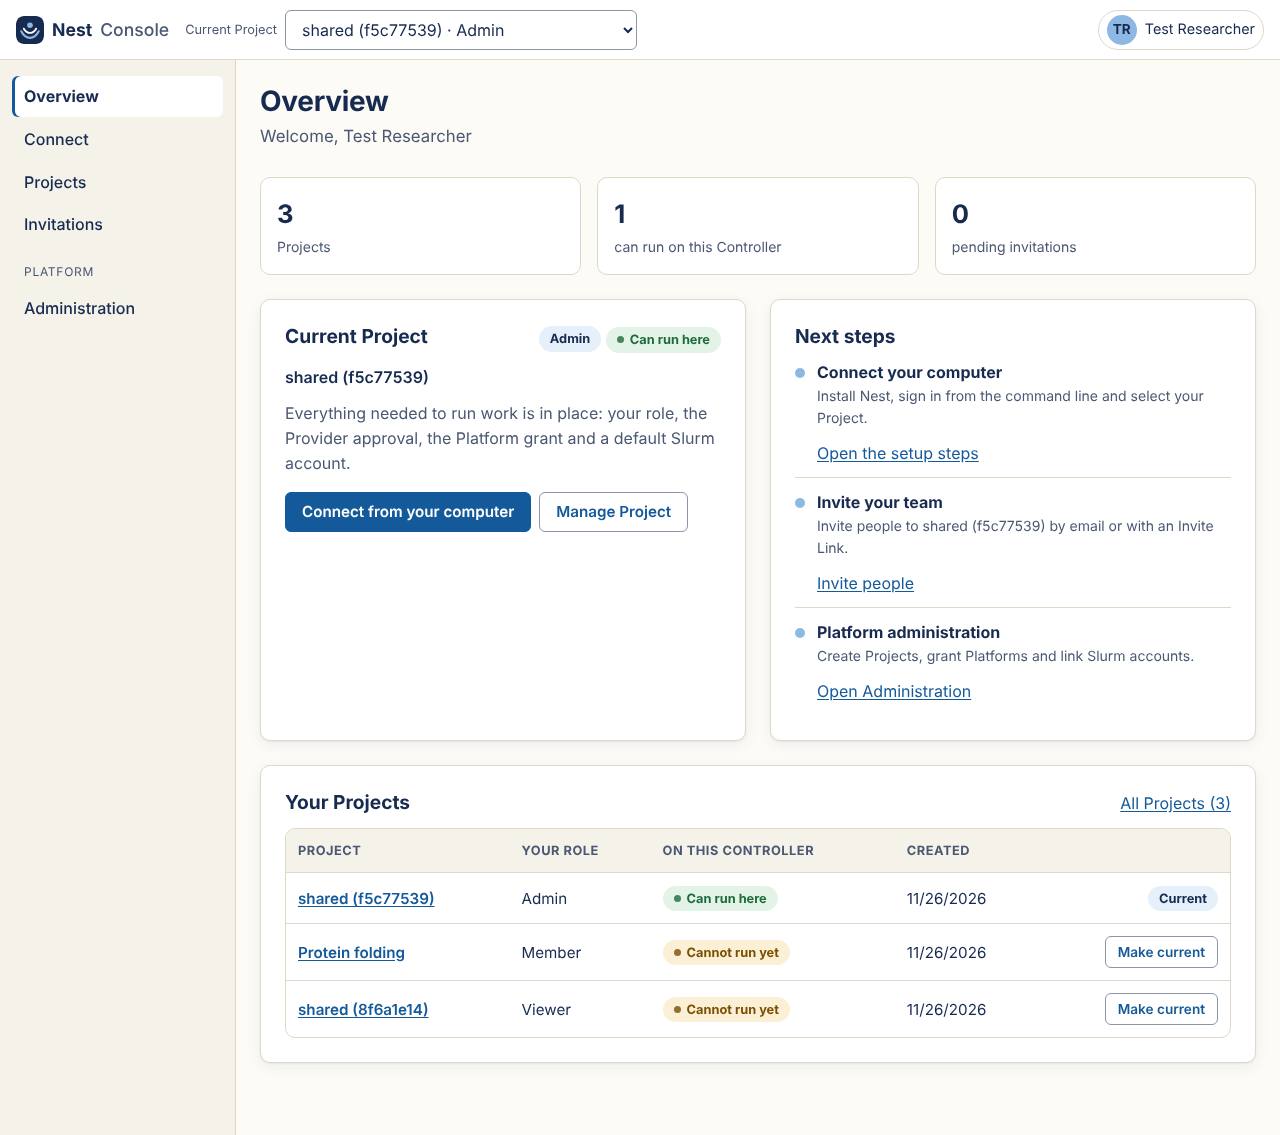 Nest Console
Current Project
shared (f5c77539) · Admin
TR
Test Researcher
Overview
Connect
Projects
Invitations
PLATFORM
Administration
Overview
Welcome, Test Researcher
3
Projects
1
can run on this Controller
0
pending invitations
Current Project
Admin
Can run here
shared (f5c77539)
Everything needed to run work is in place: your role, the
Provider approval, the Platform grant and a default Slurm
account.
Connect from your computer
Manage Project
Next steps
Connect your computer
Install Nest, sign in from the command line and select your
Project.
Open the setup steps
Invite your team
Invite people to shared (f5c77539) by email or with an Invite
Link.
Invite people
Platform administration
Create Projects, grant Platforms and link Slurm accounts.
Open Administration
Your Projects
All Projects (3)
PROJECT YOUR ROLE ON THIS CONTROLLER CREATED
shared (f5c77539) Admin Can run here 11/26/2026 Current
Protein folding Member Cannot run yet 11/26/2026 Make current
shared (8f6a1e14) Viewer Cannot run yet 11/26/2026 Make current